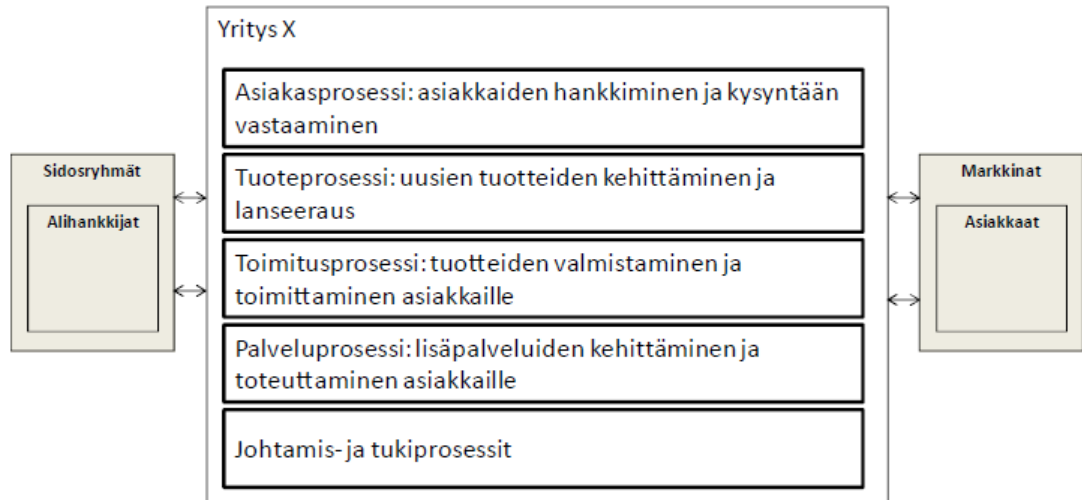 Yritys X
Asiakasprosessi: asiakkaiden hankkiminen ja kysyntään
vastaaminen
Sidosryhmät
Alihankkijat
Tuoteprosessi: uusien tuotteiden kehittäminen ja
lanseeraus
Toimitusprosessi: tuotteiden valmistaminen ja
toimittaminen asiakkaille
Palveluprosessi: lisäpalveluiden kehittäminen ja
toteuttaminen asiakkaille
Johtamis- ja tukiprosessit
Markkinat
Asiakkaat